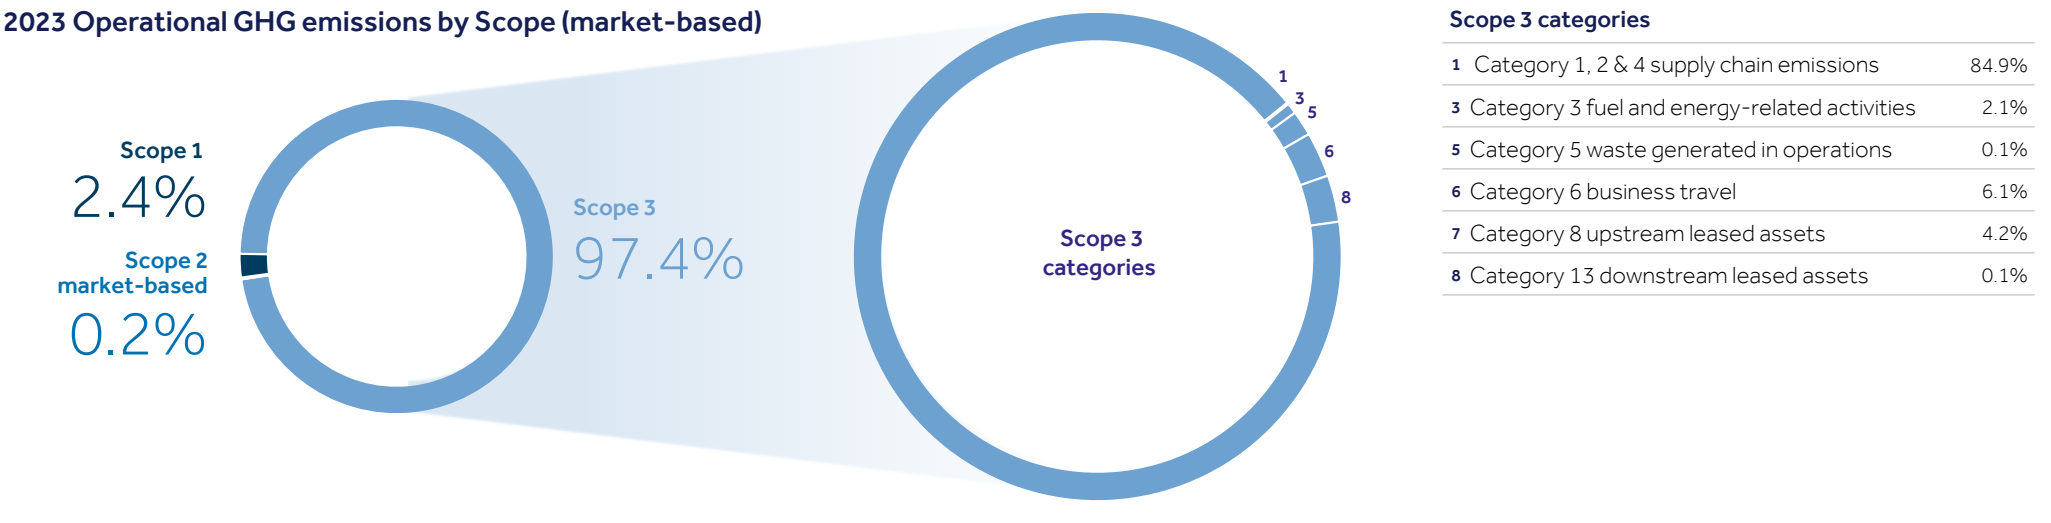 2023 Operational GHG emissions by Scope (market-based)
Scope 1
2.4%
Scope 2
market-based
0.2%
Scope 3
97.4%
Scope 3
categories
1
3
5
6
8
Scope 3 categories
1 Category 1, 2 & 4 supply chain emissions 84.9%
3 Category 3 fuel and energy-related activities 2.1%
5 Category 5 waste generated in operations 0.1%
6 Category 6 business travel 6.1%
7 Category 8 upstream leased assets 4.2%
8 Category 13 downstream leased assets 0.1%